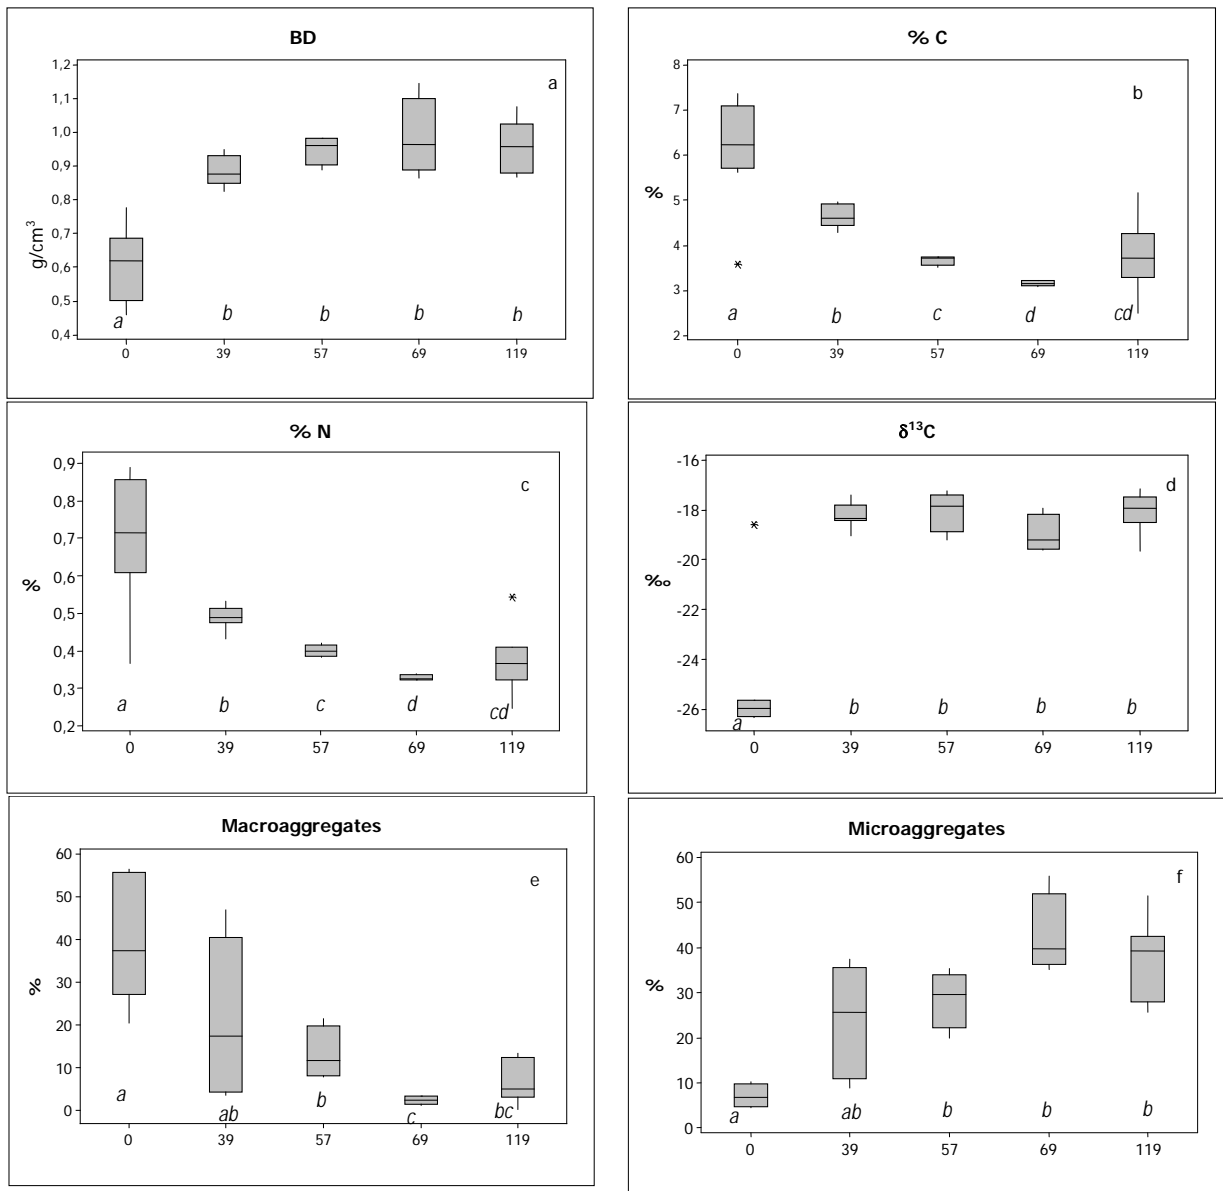 BD
a
1,2
1,1
1,0
0,9
0,8
0,7
0,6
0,5
0,4
g/cm³
a b b b h
0 39 57 69 119
% C
b
8
7
6
5
4
3
2
%
a b c d cd
0 39 57 69 119
% N
c
0,9
0,8
0,7
0,6
0,5
0,4
0,3
0,2
%
a b c d cd
0 39 57 69 119
δ¹³C
d
-16
-18
-20
-22
-24
-26
‰
a b b b b
0 39 57 69 119
Macroaggregates
e
60
50
40
30
20
10
0
%
a ab b c bc
0 39 57 69 119
Microaggregates
f
60
50
40
30
20
10
0
%
a ab b b b
0 39 57 69 119